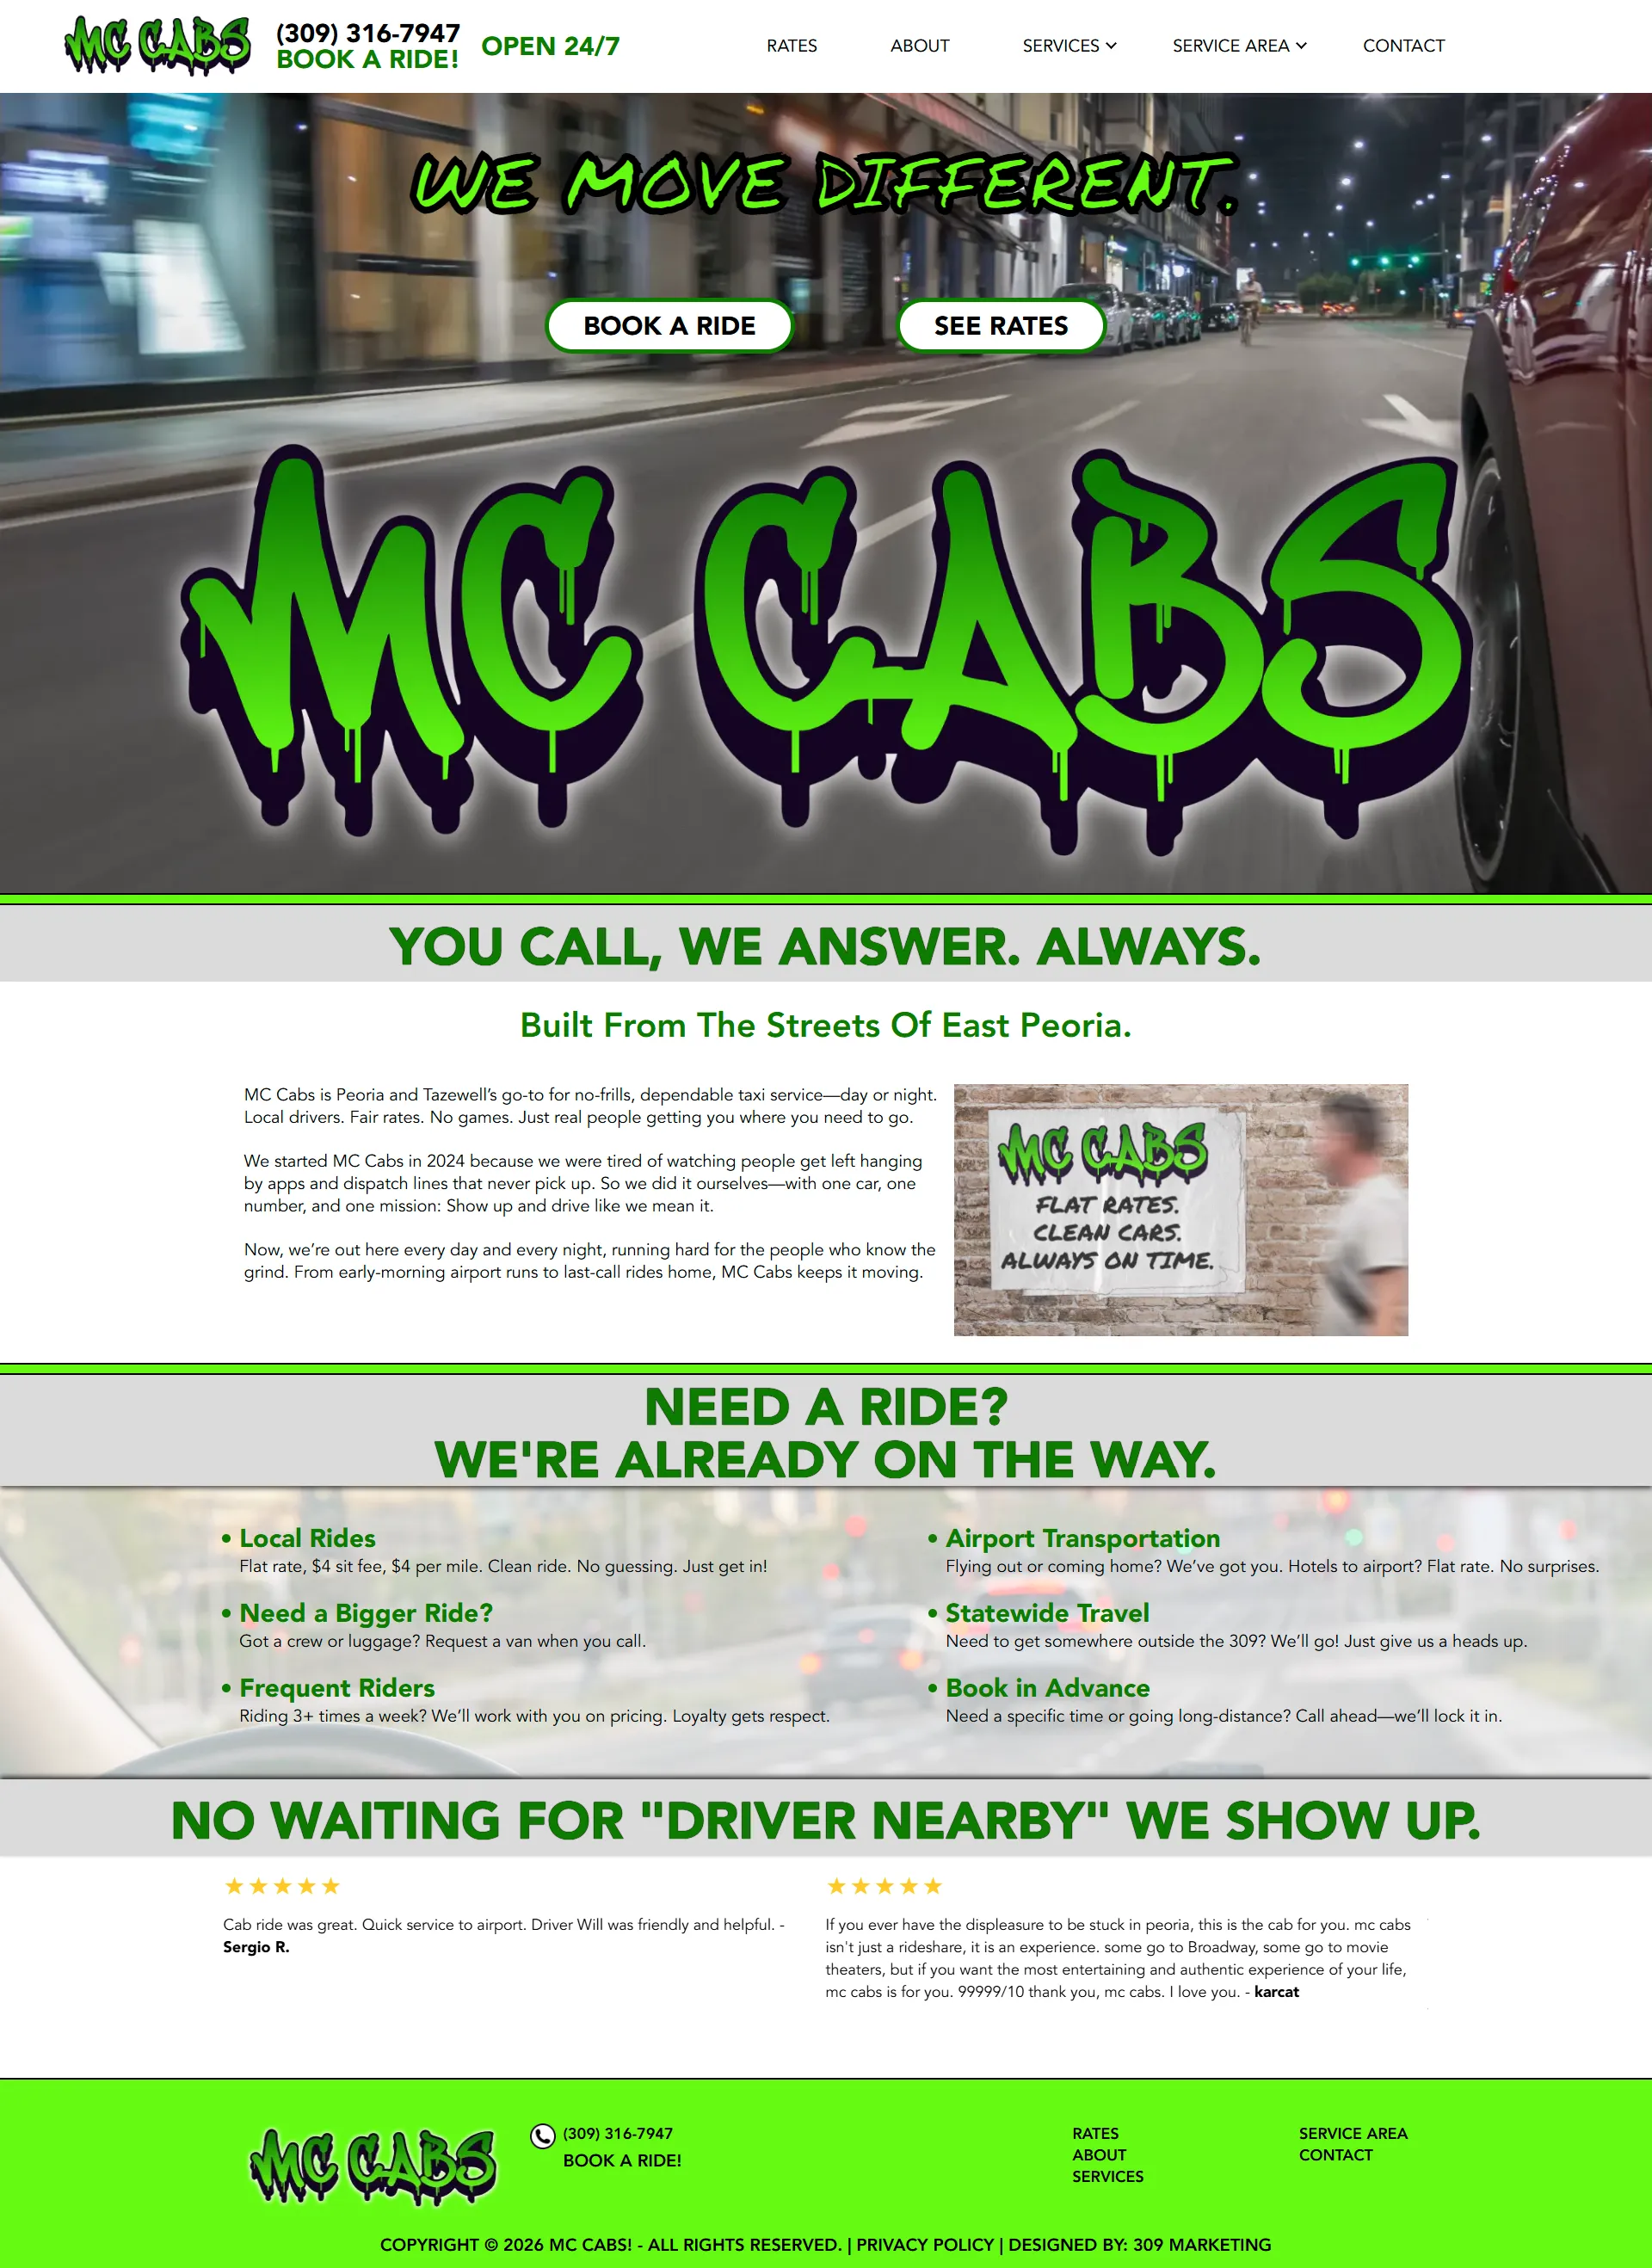 MC CABS
(309) 316-7947
BOOK A RIDE!
OPEN 24/7
RATES
ABOUT
SERVICES
SERVICE AREA
CONTACT
WE MOVE DIFFERENT.
BOOK A RIDE
SEE RATES
MC CABS
YOU CALL, WE ANSWER. ALWAYS.
Built From The Streets Of East Peoria.
MC Cabs is Peoria and Tazewell’s go-to for no-frills, dependable taxi service—day or night.
Local drivers. Fair rates. No games. Just real people getting you where you need to go.
We started MC Cabs in 2024 because we were tired of watching people get left hanging
by apps and dispatch lines that never pick up. So we did it ourselves—with one car, one
number, and one mission: Show up and drive like we mean it.
Now, we’re out here every day and every night, running hard for the people who know the
grind. From early-morning airport runs to last-call rides home, MC Cabs keeps it moving.
MC CABS
FLAT RATES.
CLEAN CARS.
ALWAYS ON TIME.
NEED A RIDE?
WE'RE ALREADY ON THE WAY.
• Local Rides
Flat rate, $4 sit fee, $4 per mile. Clean ride. No guessing. Just get in!
• Need a Bigger Ride?
Got a crew or luggage? Request a van when you call.
• Frequent Riders
Riding 3+ times a week? We’ll work with you on pricing. Loyalty gets respect.
• Airport Transportation
Flying out or coming home? We’ve got you. Hotels to airport? Flat rate. No surprises.
• Statewide Travel
Need to get somewhere outside the 309? We’ll go! Just give us a heads up.
• Book in Advance
Need a specific time or going long-distance? Call ahead—we’ll lock it in.
NO WAITING FOR "DRIVER NEARBY" WE SHOW UP.
★★★★★
Cab ride was great. Quick service to airport. Driver Will was friendly and helpful. -
Sergio R.
★★★★★
If you ever have the displeasure to be stuck in peoria, this is the cab for you. mc cabs
isn't just a rideshare, it is an experience. some go to Broadway, some go to movie
theaters, but if you want the most entertaining and authentic experience of your life,
mc cabs is for you. 99999/10 thank you, mc cabs. I love you. - karcat
MC CABS
(309) 316-7947
BOOK A RIDE!
RATES
ABOUT
SERVICES
SERVICE AREA
CONTACT
COPYRIGHT © 2026 MC CABS! - ALL RIGHTS RESERVED. | PRIVACY POLICY | DESIGNED BY: 309 MARKETING